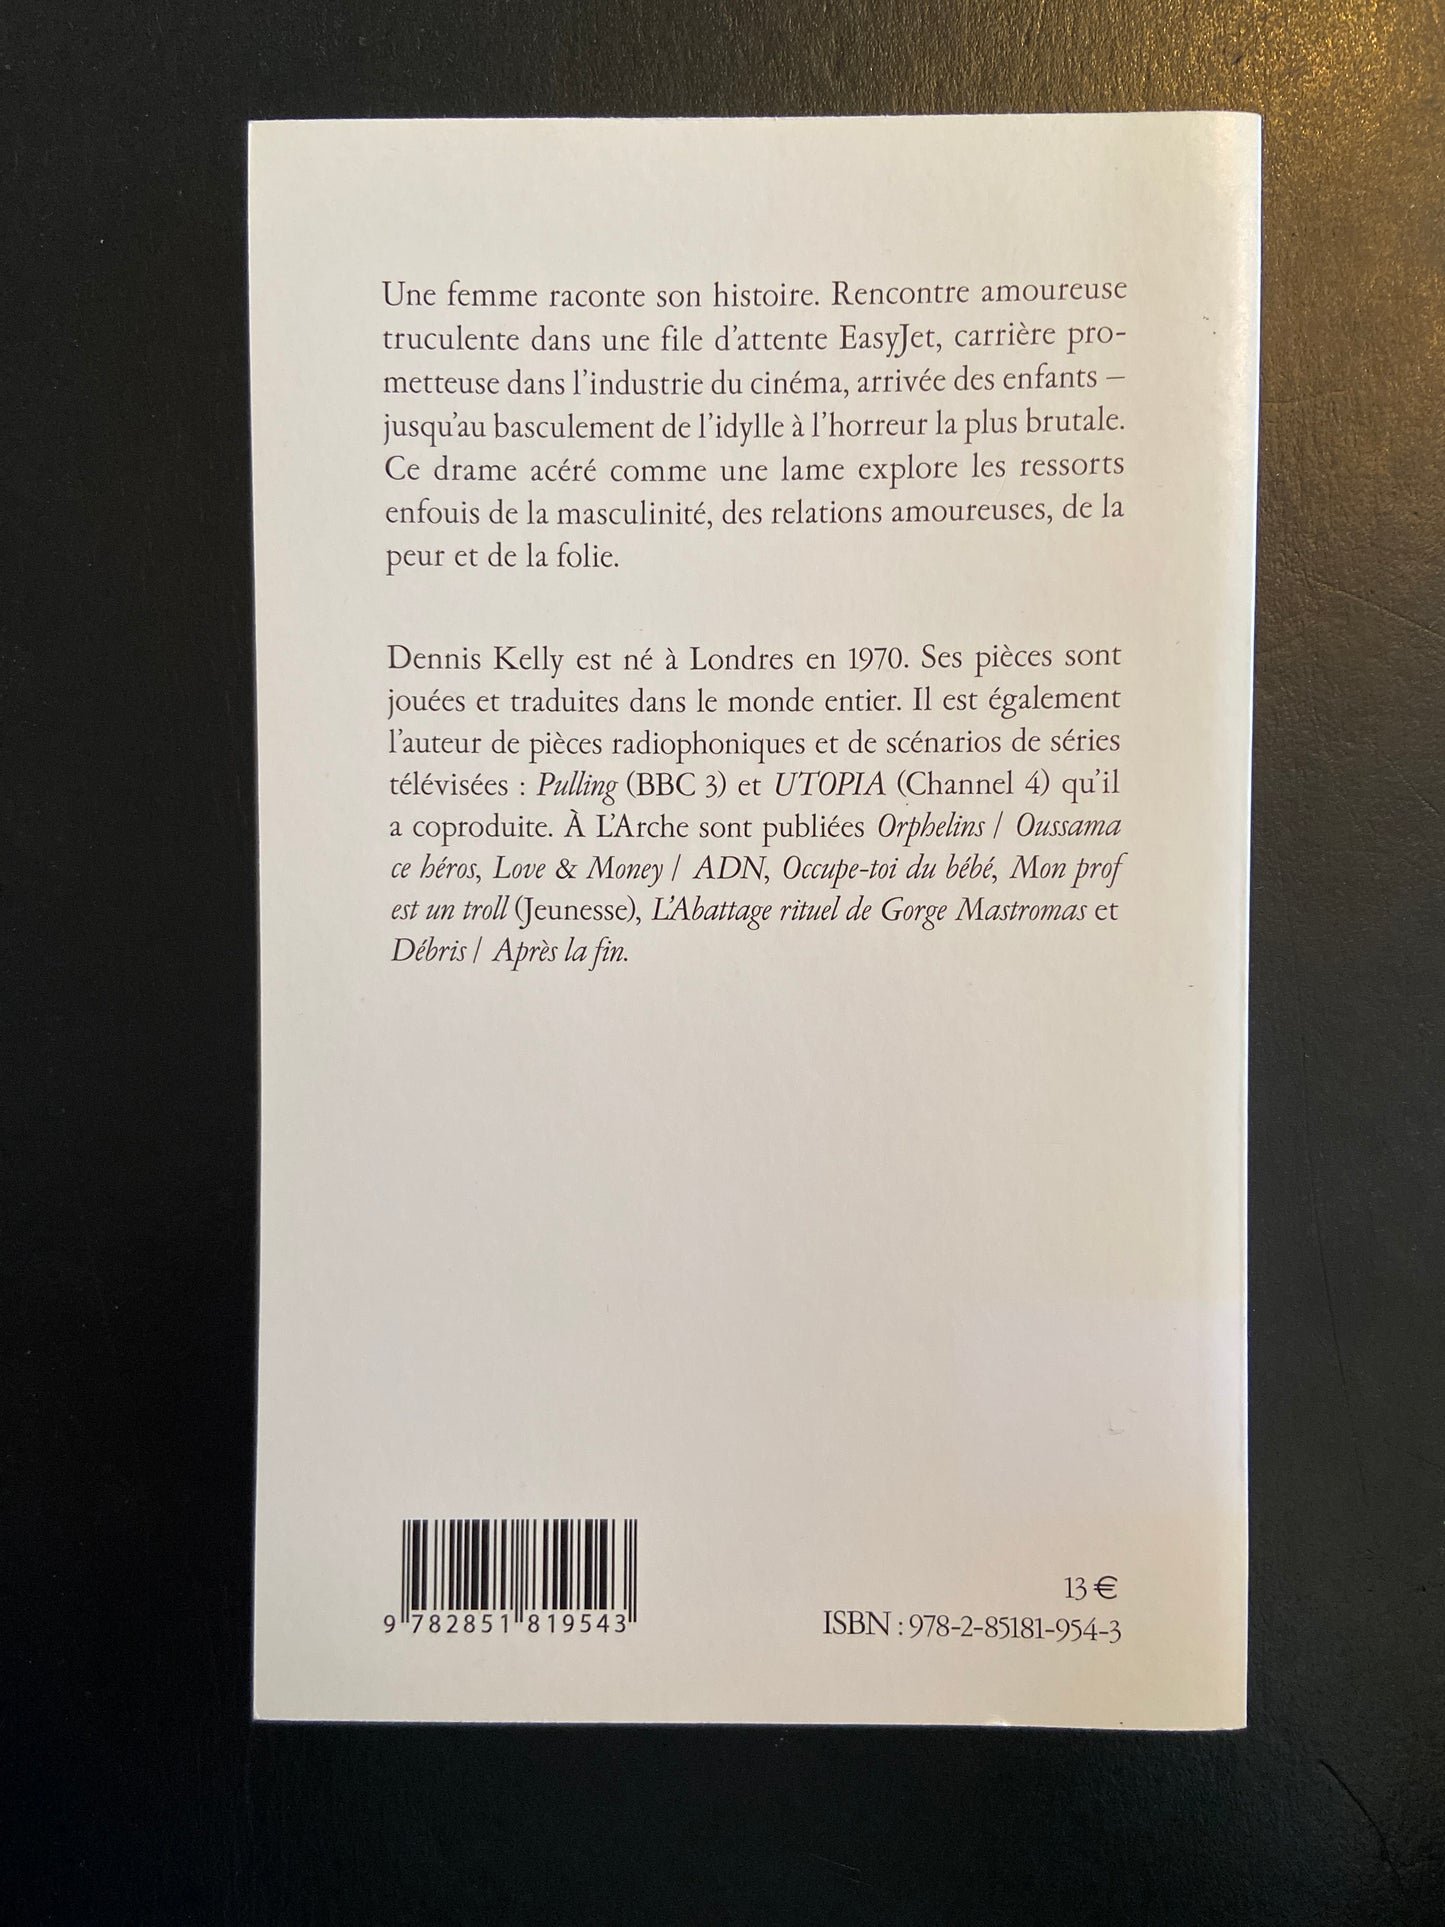 Une femme raconte son histoire. Rencontre amoureuse
truculente dans une file d'attente EasyJet, carrière pro-
metteuse dans l'industrie du cinéma, arrivée des enfants –
jusqu'au basculement de l'idylle à l'horreur la plus brutale.
Ce drame acéré comme une lame explore les ressorts
enfouis de la masculinité, des relations amoureuses, de la
peur et de la folie.
Dennis Kelly est né à Londres en 1970. Ses pièces sont
jouées et traduites dans le monde entier. Il est également
l'auteur de pièces radiophoniques et de scénarios de séries
télévisées : Pulling (BBC 3) et UTOPIA (Channel 4) qu'il
a coproduite. À L'Arche sont publiées Orphelins / Oussama
ce héros, Love & Money / ADN, Occupe-toi du bébé, Mon prof
est un troll (Jeunesse), L'Abattage rituel de Gorge Mastromas et
Débris / Après la fin.
13 €
ISBN : 978-2-85181-954-3
9 782851 819543